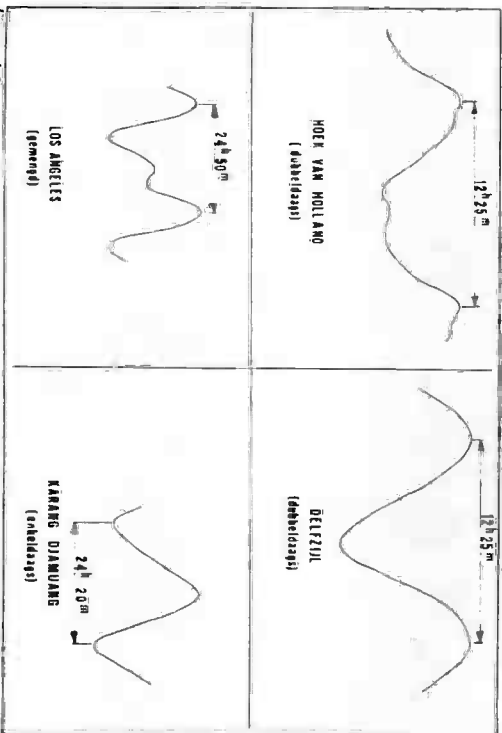 12h 25m
HOEK VAN HOLLAND
(dubbeldaags)
12h 25m
DELFZIJL
(dubbeldaags)
24h 50m
LOS ANGELES
(gemengd)
24h 20m
KARANG DJAMUANG
(enkeldaags)